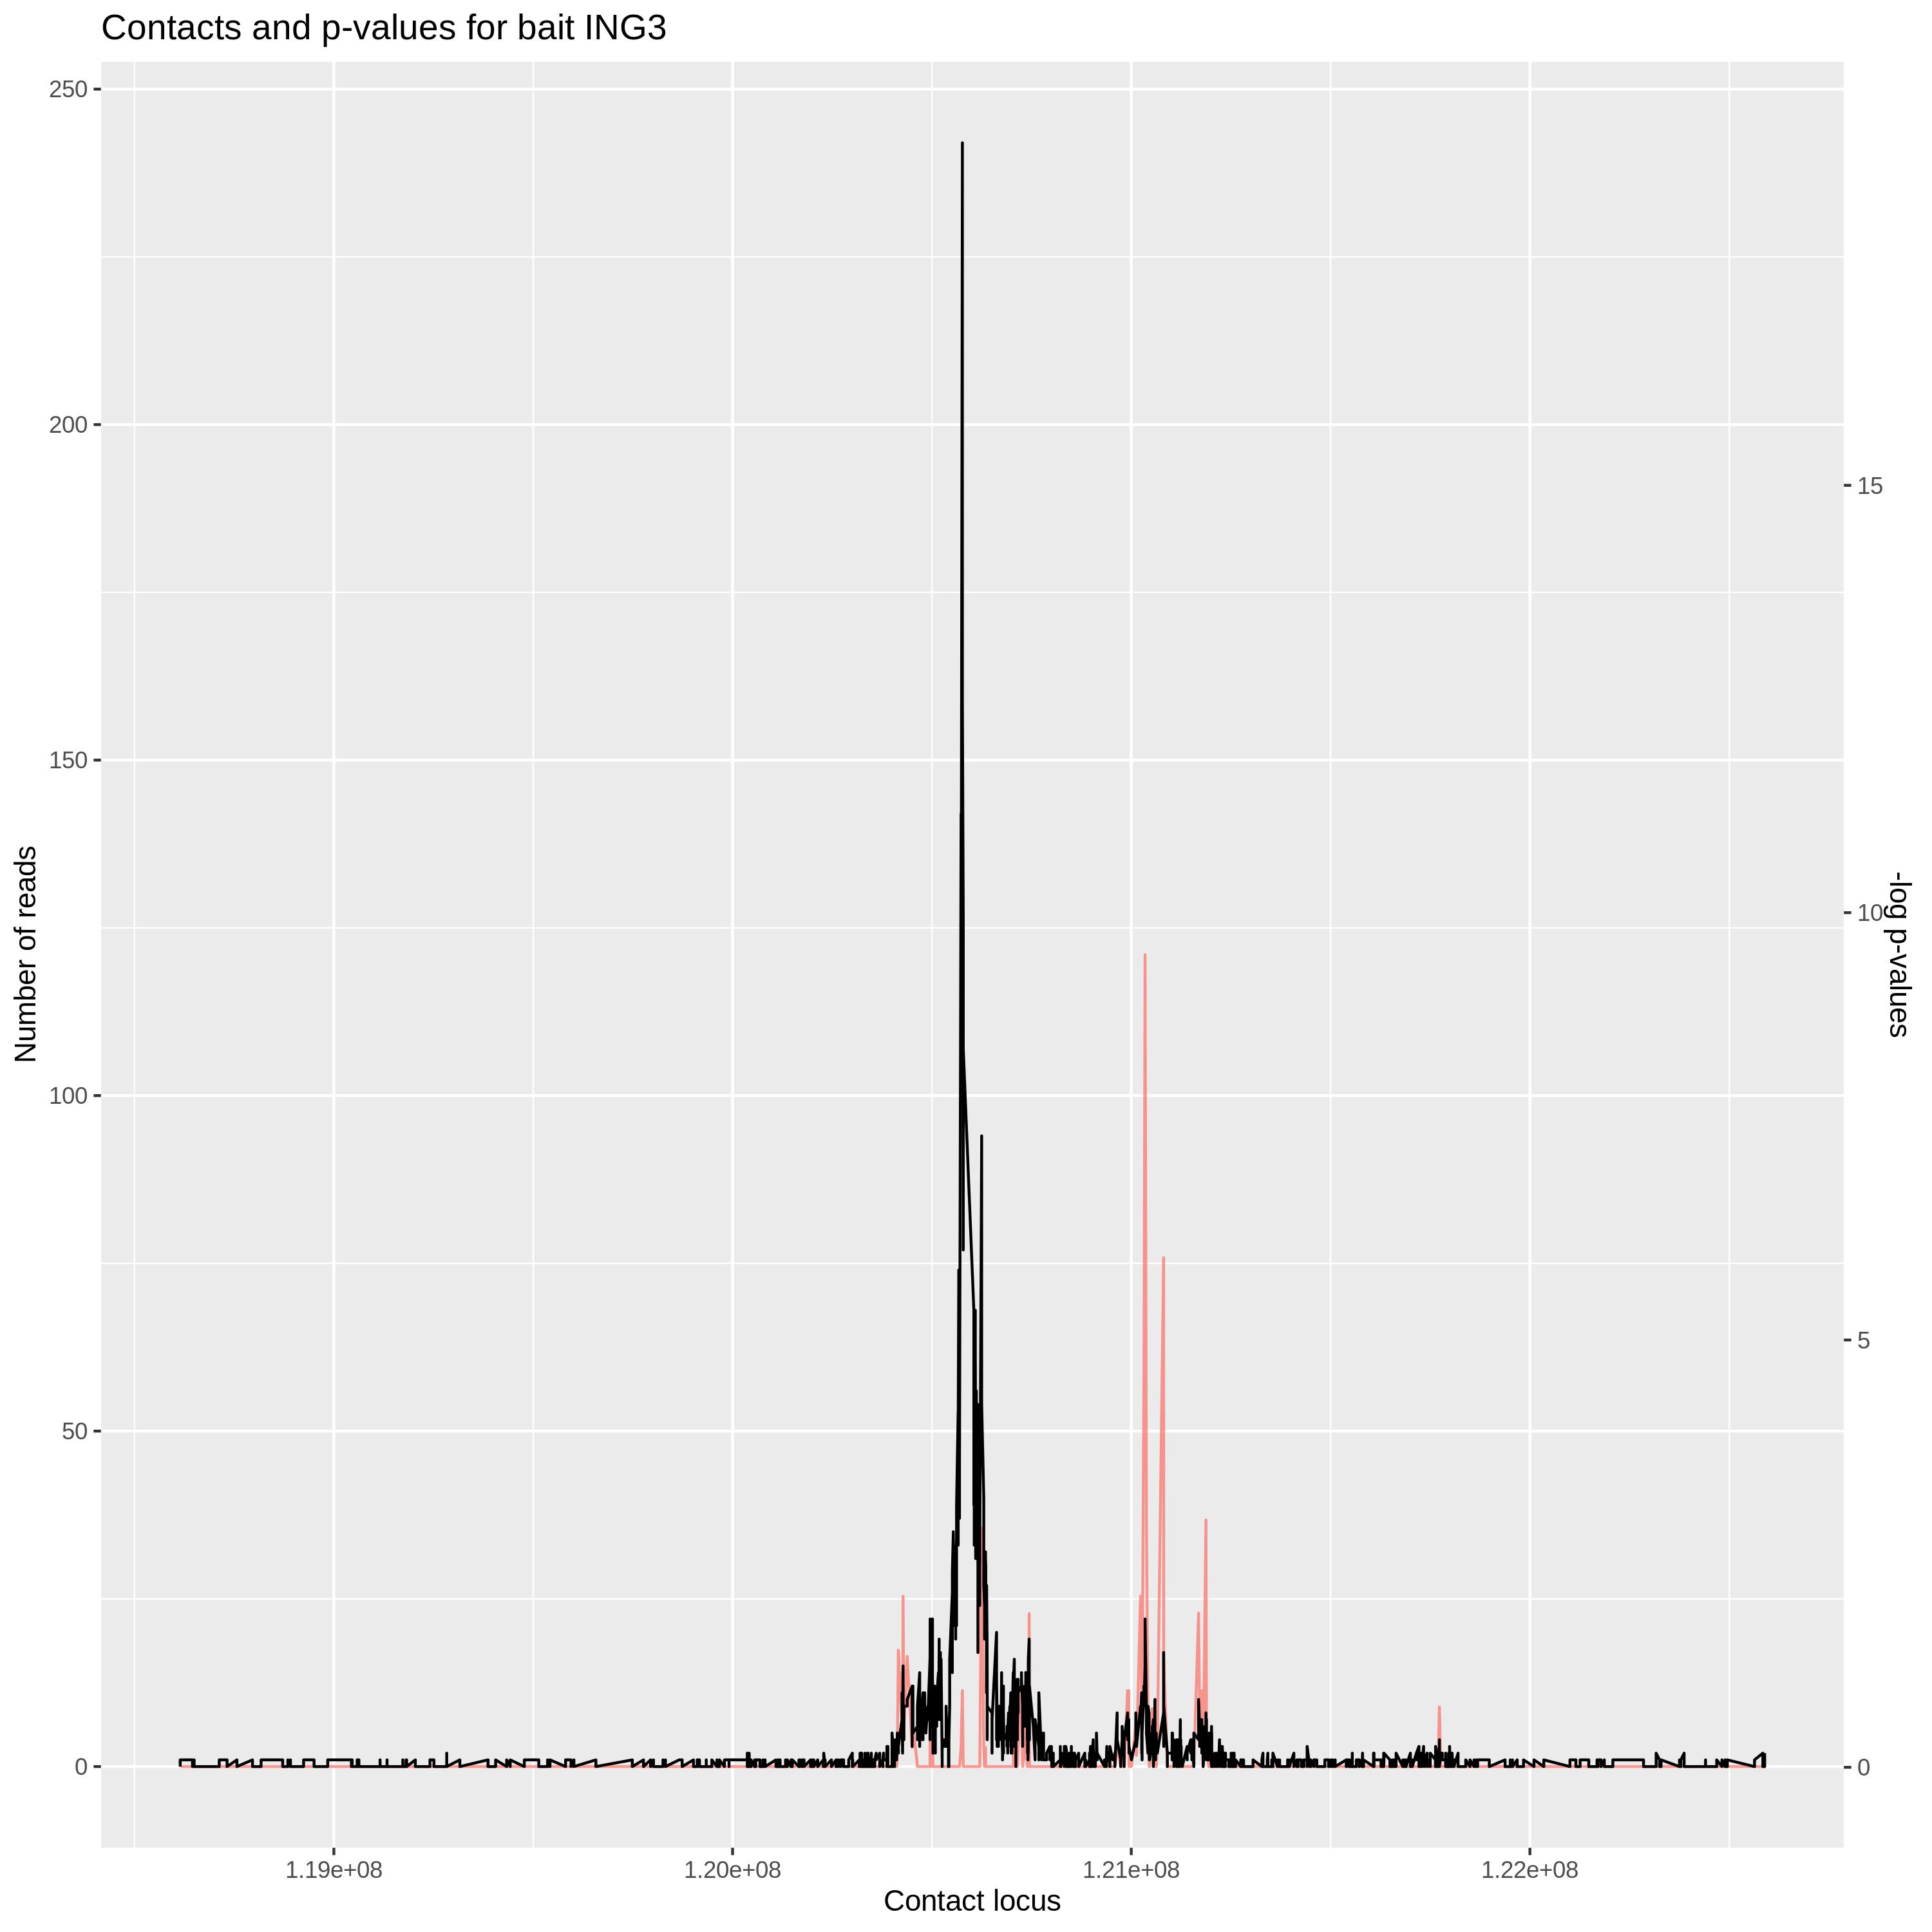 Contacts and p-values for bait ING3
250
200
150
100
50
0
Number of reads
15
10
5
0
-log p-values
1.19e+08
1.20e+08
1.21e+08
1.22e+08
Contact locus